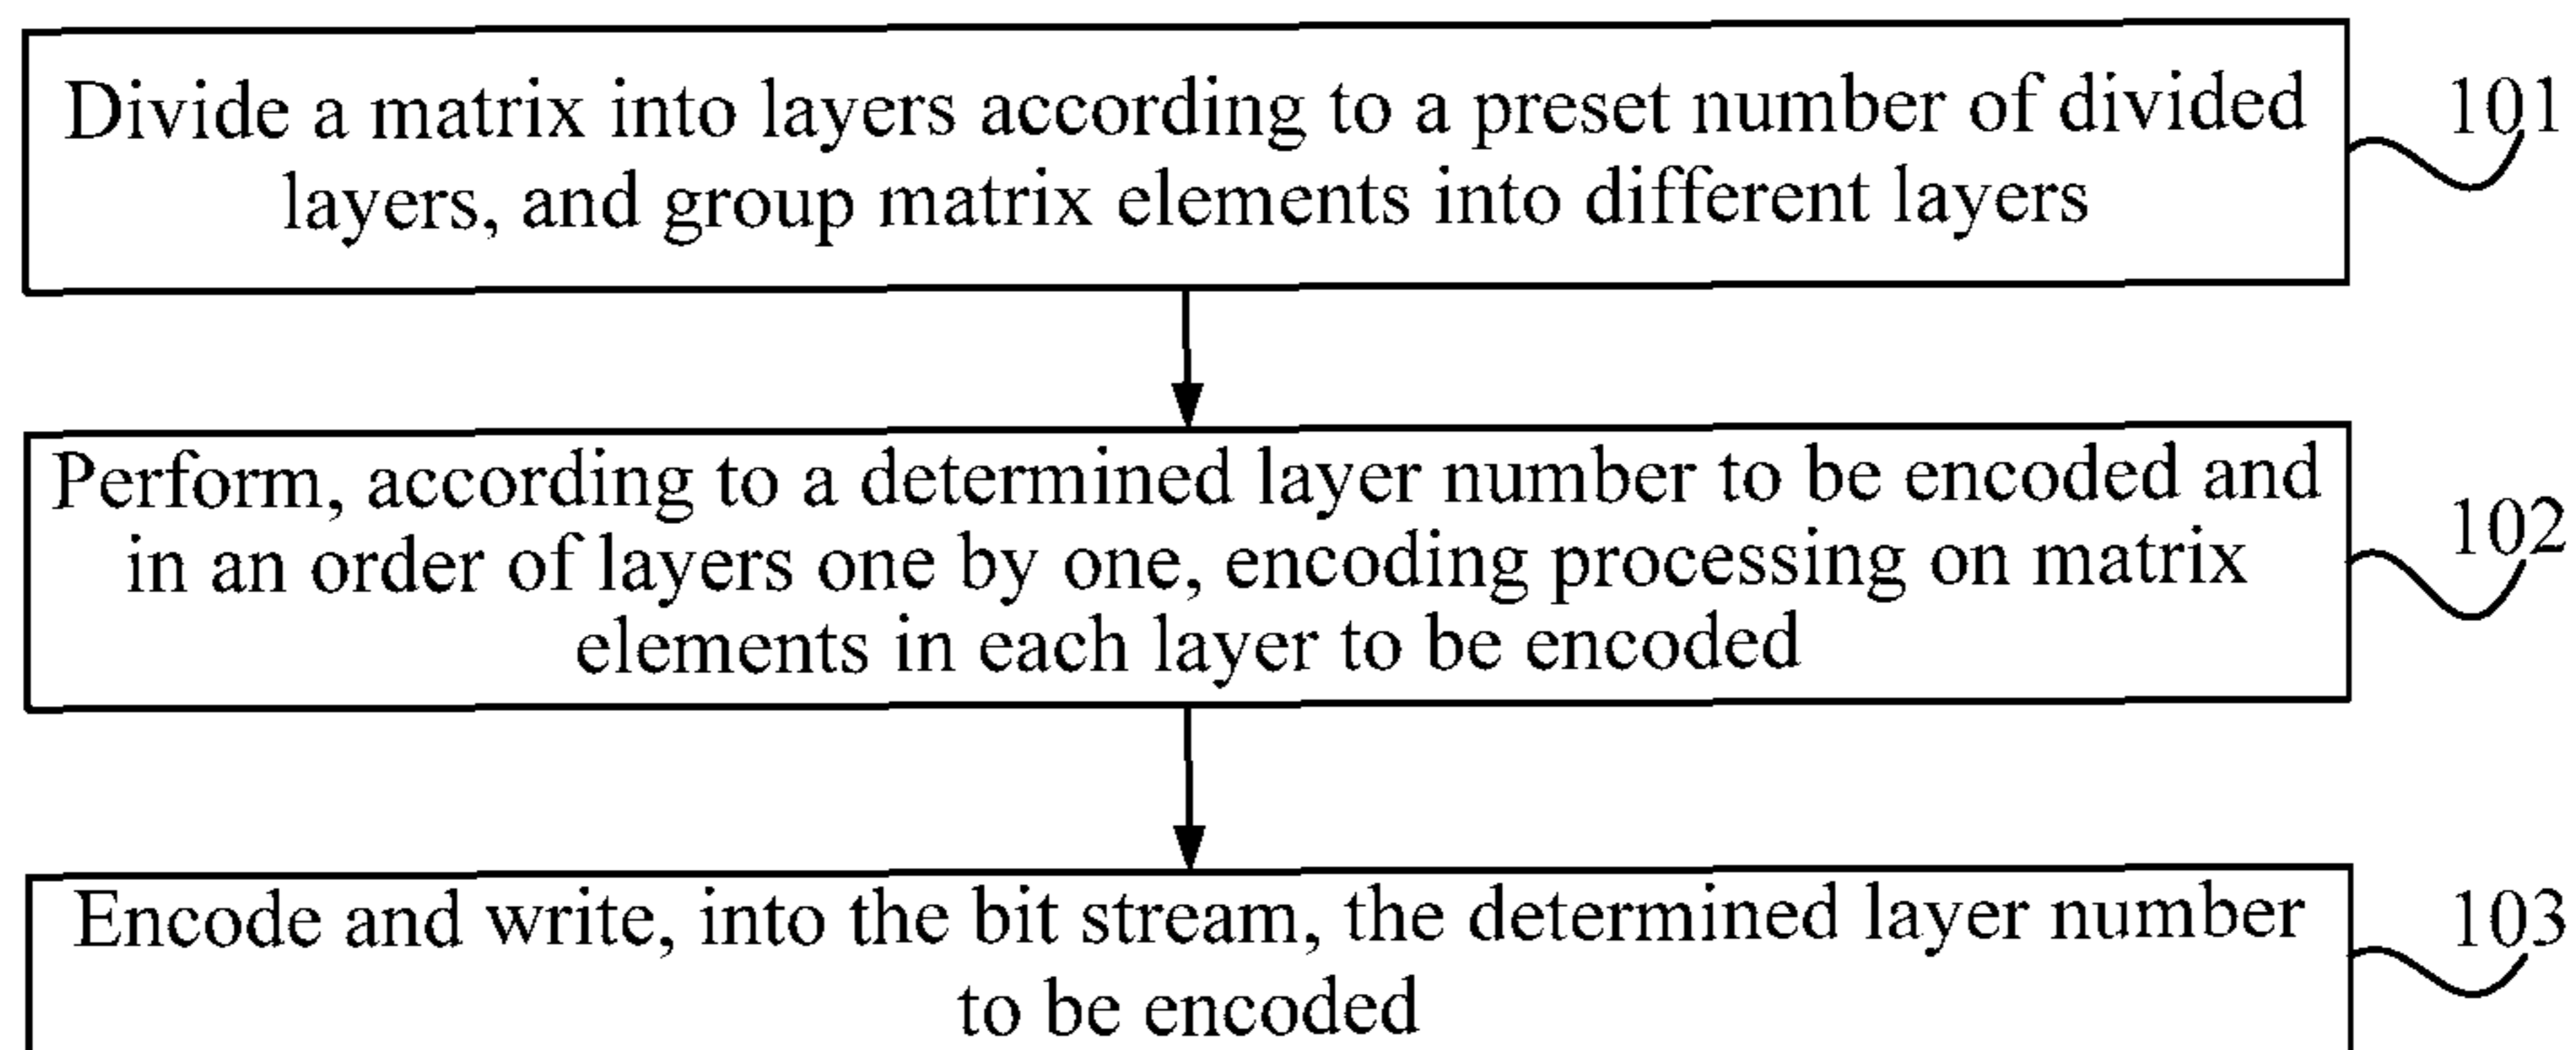 Divide a matrix into layers according to a preset number of divided
layers, and group matrix elements into different layers
101
Perform, according to a determined layer number to be encoded and
in an order of layers one by one, encoding processing on matrix
elements in each layer to be encoded
102
Encode and write, into the bit stream, the determined layer number
to be encoded
103